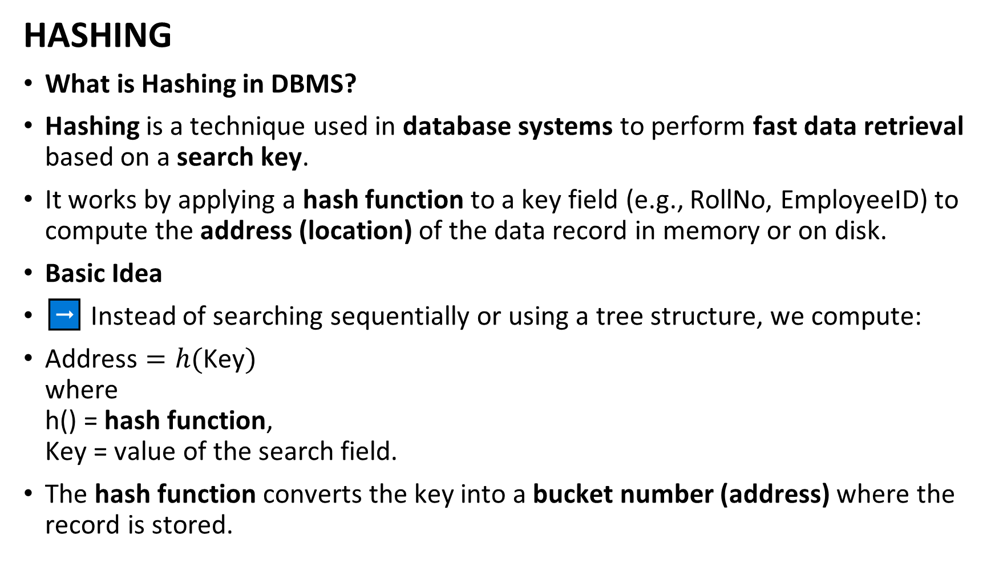 HASHING
• What is Hashing in DBMS?
• Hashing is a technique used in database systems to perform fast data retrieval
based on a search key.
• It works by applying a hash function to a key field (e.g., RollNo, EmployeeID) to
compute the address (location) of the data record in memory or on disk.
• Basic Idea
• ➡ Instead of searching sequentially or using a tree structure, we compute:
• Address = ℎ(Key)
where
h() = hash function,
Key = value of the search field.
• The hash function converts the key into a bucket number (address) where the
record is stored.